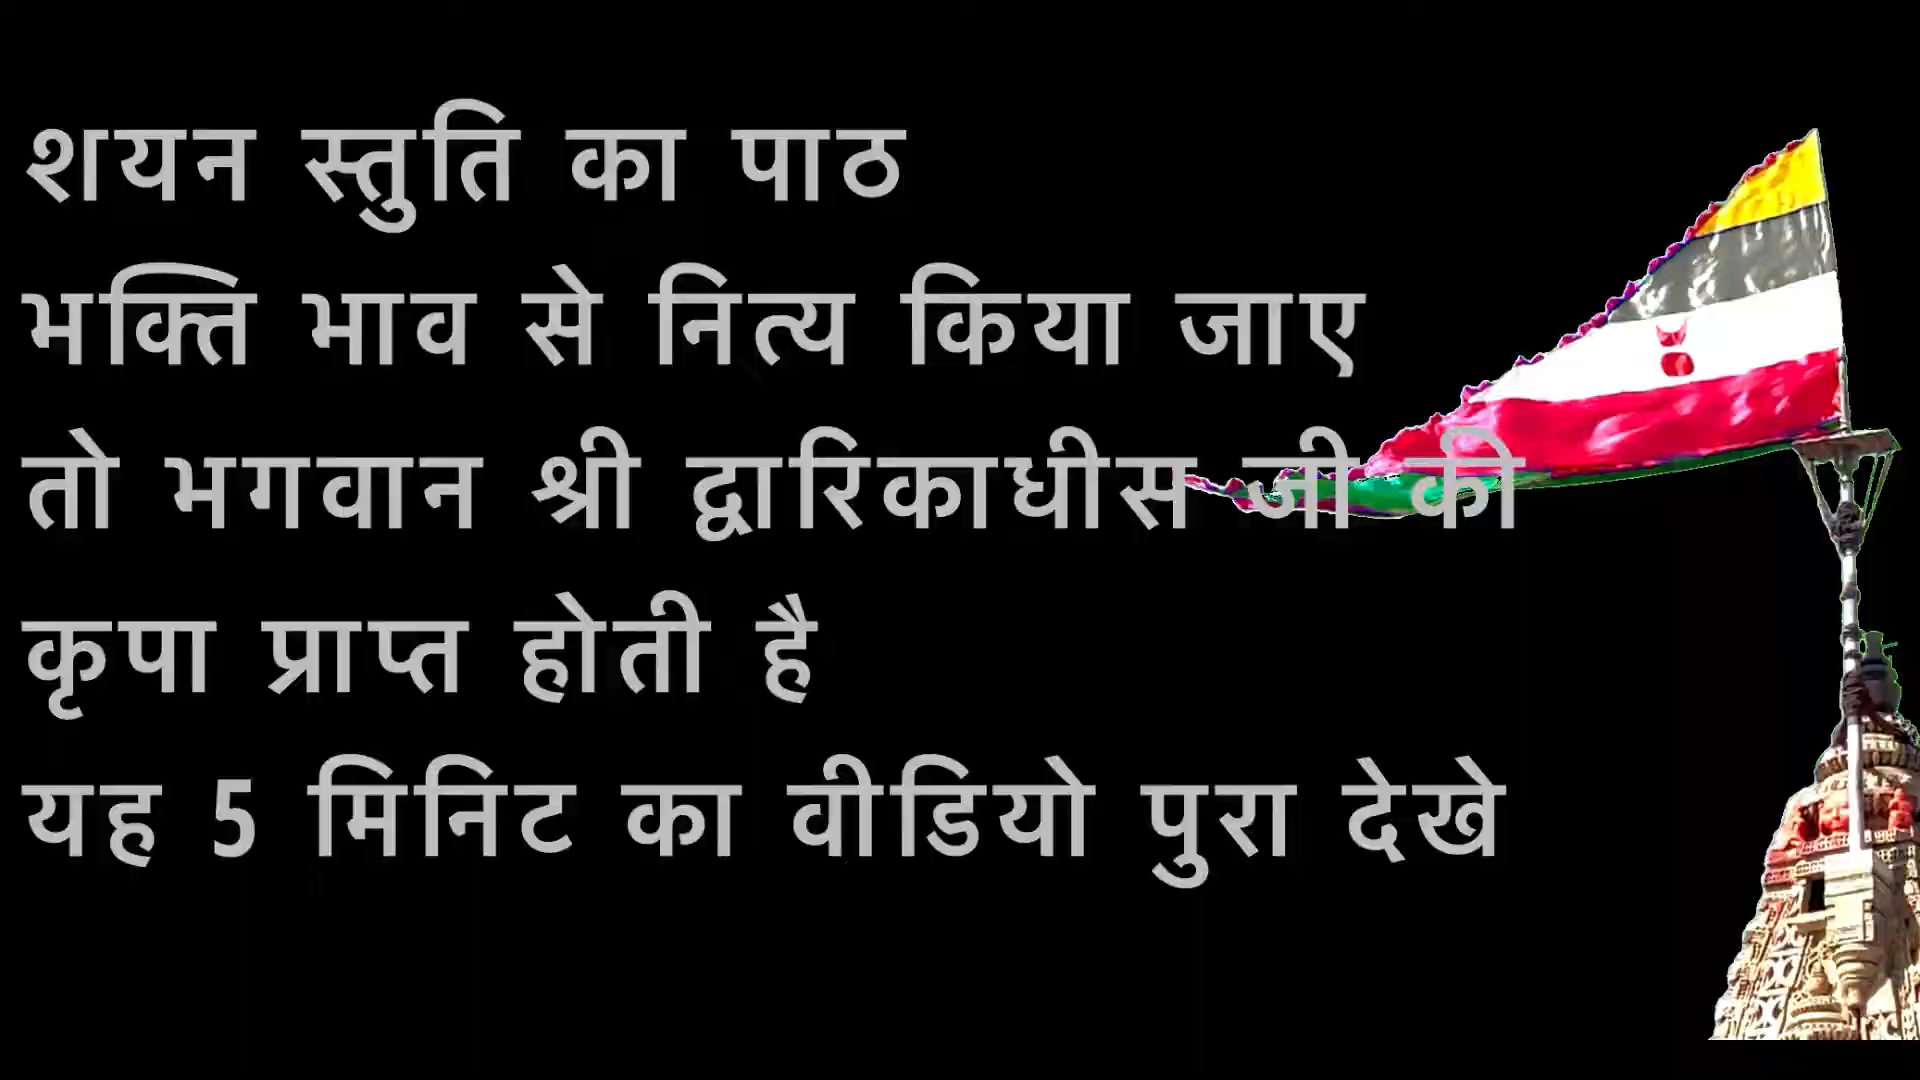 शयन स्तुति का पाठ
भक्ति भाव से नित्य किया जाए
तो भगवान श्री द्वारिकाधीस जी की
कृपा प्राप्त होती है
यह 5 मिनिट का वीडियो पुरा देखे